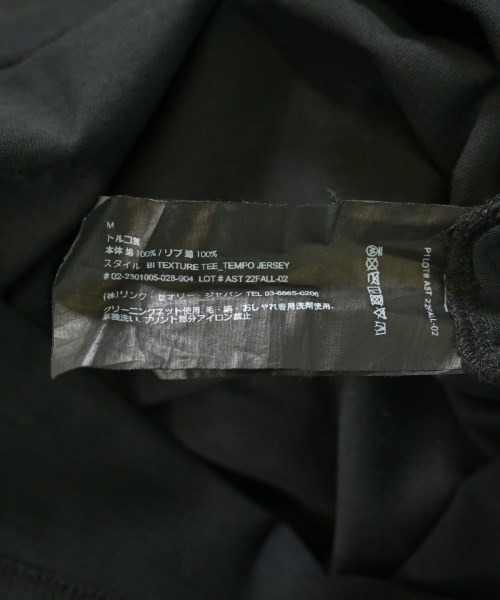 M
トルコ製
本体 綿 100% / リブ 綿 100%
スタイル BI TEXTURE TEE_TEMPO JERSEY
# 02-2301005-028-904 LOT # AST 22FALL-02
(株)リンク・セオリー・ジャパン TEL 03-6865-0206
クリーニングネット使用。毛・絹・おしゃれ着用洗剤使用。
単独洗い。プリント部分アイロン禁止
PILOT# AST 22FALL-02